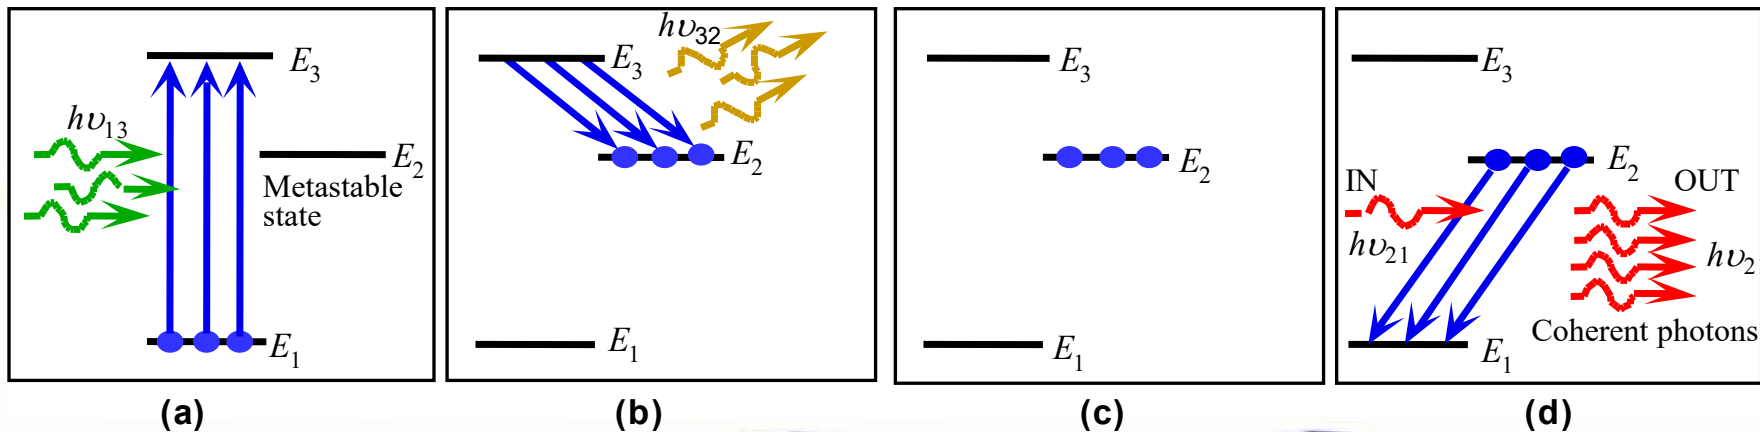 E3
hυ13
E2
Metastable
state
E1
(a)
hυ32
E3
E2
E1
(b)
E3
E2
E1
(c)
E3
E2
IN
OUT
hυ21
hυ2
Coherent photons
E1
(d)